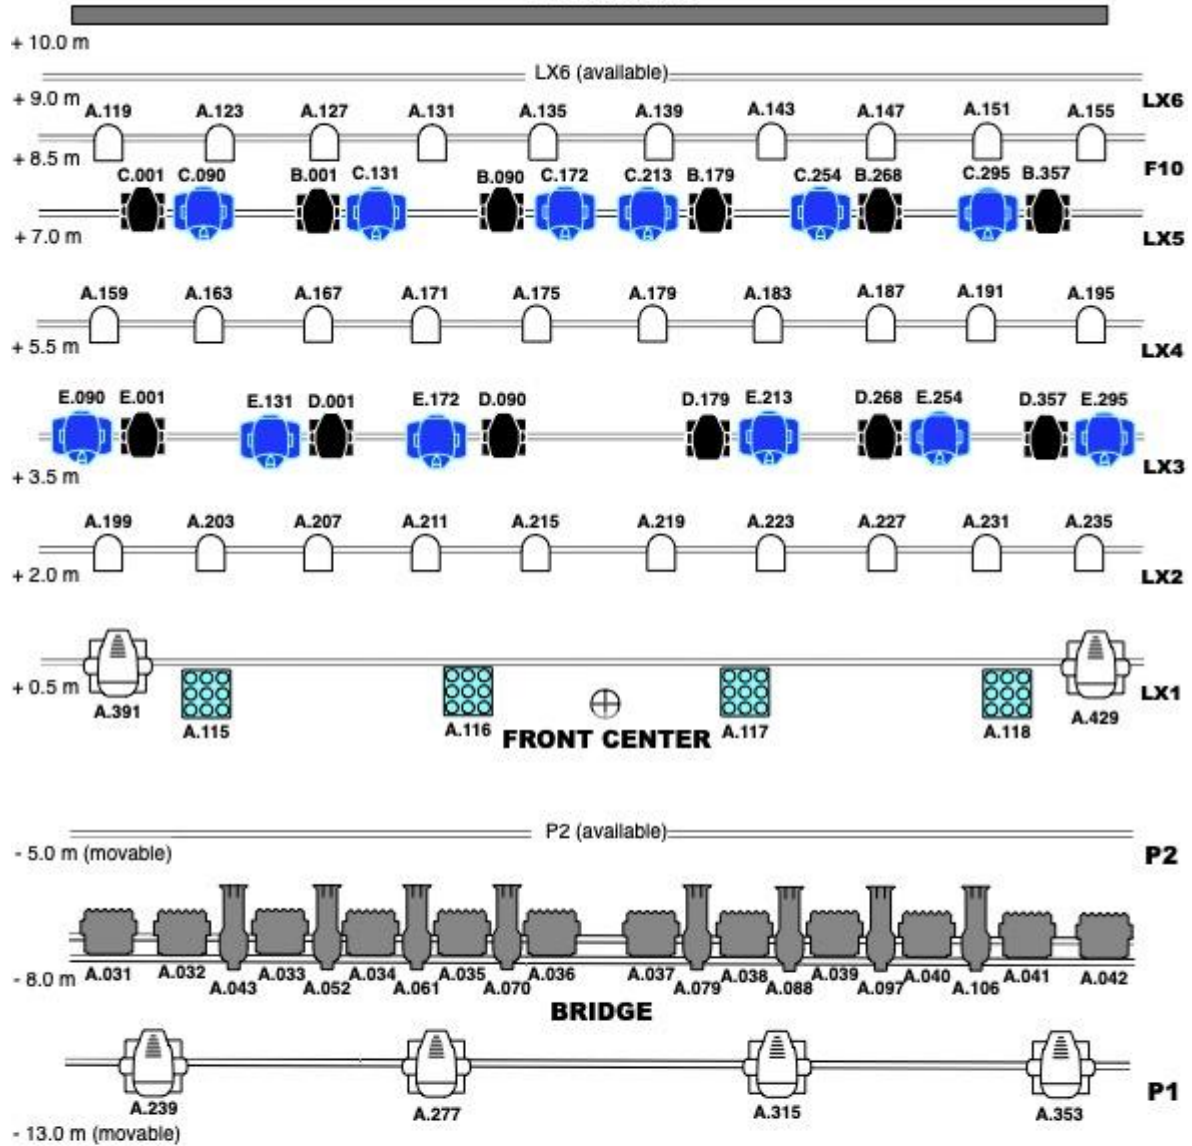 + 10.0 m
LX6 (available)
+ 9.0 m
LX6
A.119 A.123 A.127 A.131 A.135 A.139 A.143 A.147 A.151 A.155
+ 8.5 m
F10
C.001 C.090 B.001 C.131 B.090 C.172 C.213 B.179 C.254 B.268 C.295 B.357
+ 7.0 m
LX5
A.159 A.163 A.167 A.171 A.175 A.179 A.183 A.187 A.191 A.195
+ 5.5 m
LX4
E.090 E.001 E.131 D.001 E.172 D.090 D.179 E.213 D.268 E.254 D.357 E.295
+ 3.5 m
LX3
A.199 A.203 A.207 A.211 A.215 A.219 A.223 A.227 A.231 A.235
+ 2.0 m
LX2
+ 0.5 m
LX1
A.391 A.115 A.116 A.117 A.118 A.429
FRONT CENTER
P2 (available)
- 5.0 m (movable)
P2
A.031 A.032 A.033 A.034 A.035 A.036 A.037 A.038 A.039 A.040 A.041 A.042
- 8.0 m
A.043 A.052 A.061 A.070 A.079 A.088 A.097 A.106
BRIDGE
P1
A.239 A.277 A.315 A.353
- 13.0 m (movable)